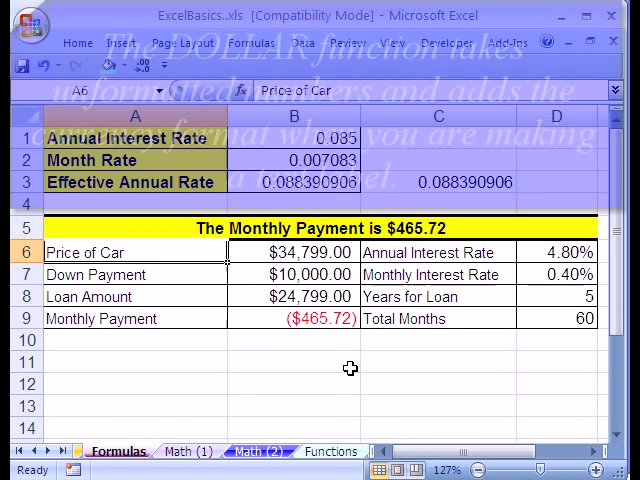 ExcelBasics..xls [Compatibility Mode] - Microsoft Excel
Home Insert Page Layout Formulas Data Review View Developer Add-Ins
The DOLLAR function takes
unformatted numbers and adds the
currency format when you are making
a text label.
A6 fx Price of Car
A B C D
1 Annual Interest Rate 0.085
2 Month Rate 0.007083
3 Effective Annual Rate 0.088390906 0.088390906
4
5 The Monthly Payment is $465.72
6 Price of Car $34,799.00 Annual Interest Rate 4.80%
7 Down Payment $10,000.00 Monthly Interest Rate 0.40%
8 Loan Amount $24,799.00 Years for Loan 5
9 Monthly Payment ($465.72) Total Months 60
10
11
12
13
14
Formulas Math (1) Math (2) Functions
Ready 127%